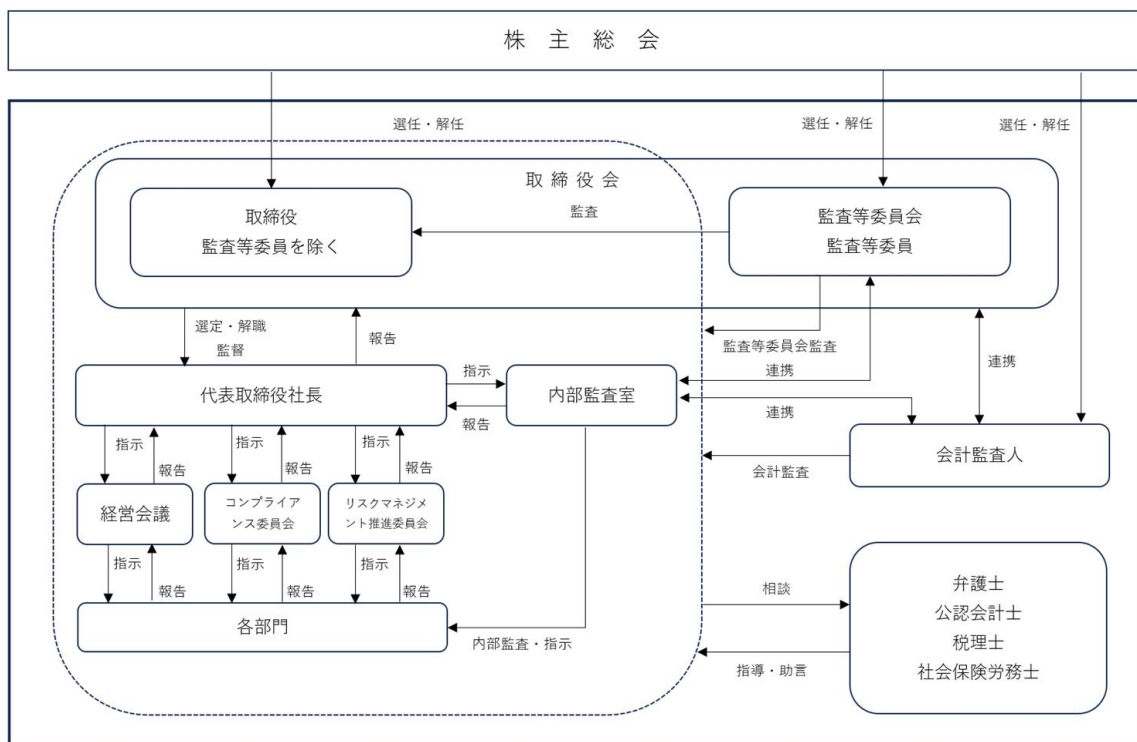 株主総会
選任・解任
選任・解任
選任・解任
取締役会
取締役
監査等委員を除く
監査
監査等委員会
監査等委員
選定・解職
監督
報告
監査等委員会監査
連携
連携
代表取締役社長
指示
報告
内部監査室
連携
会計監査人
会計監査
指示
報告
指示
報告
指示
報告
経営会議
コンプライア
ンス委員会
リスクマネジメ
ント推進委員会
指示
報告
指示
報告
指示
報告
各部門
内部監査・指示
相談
指導・助言
弁護士
公認会計士
税理士
社会保険労務士